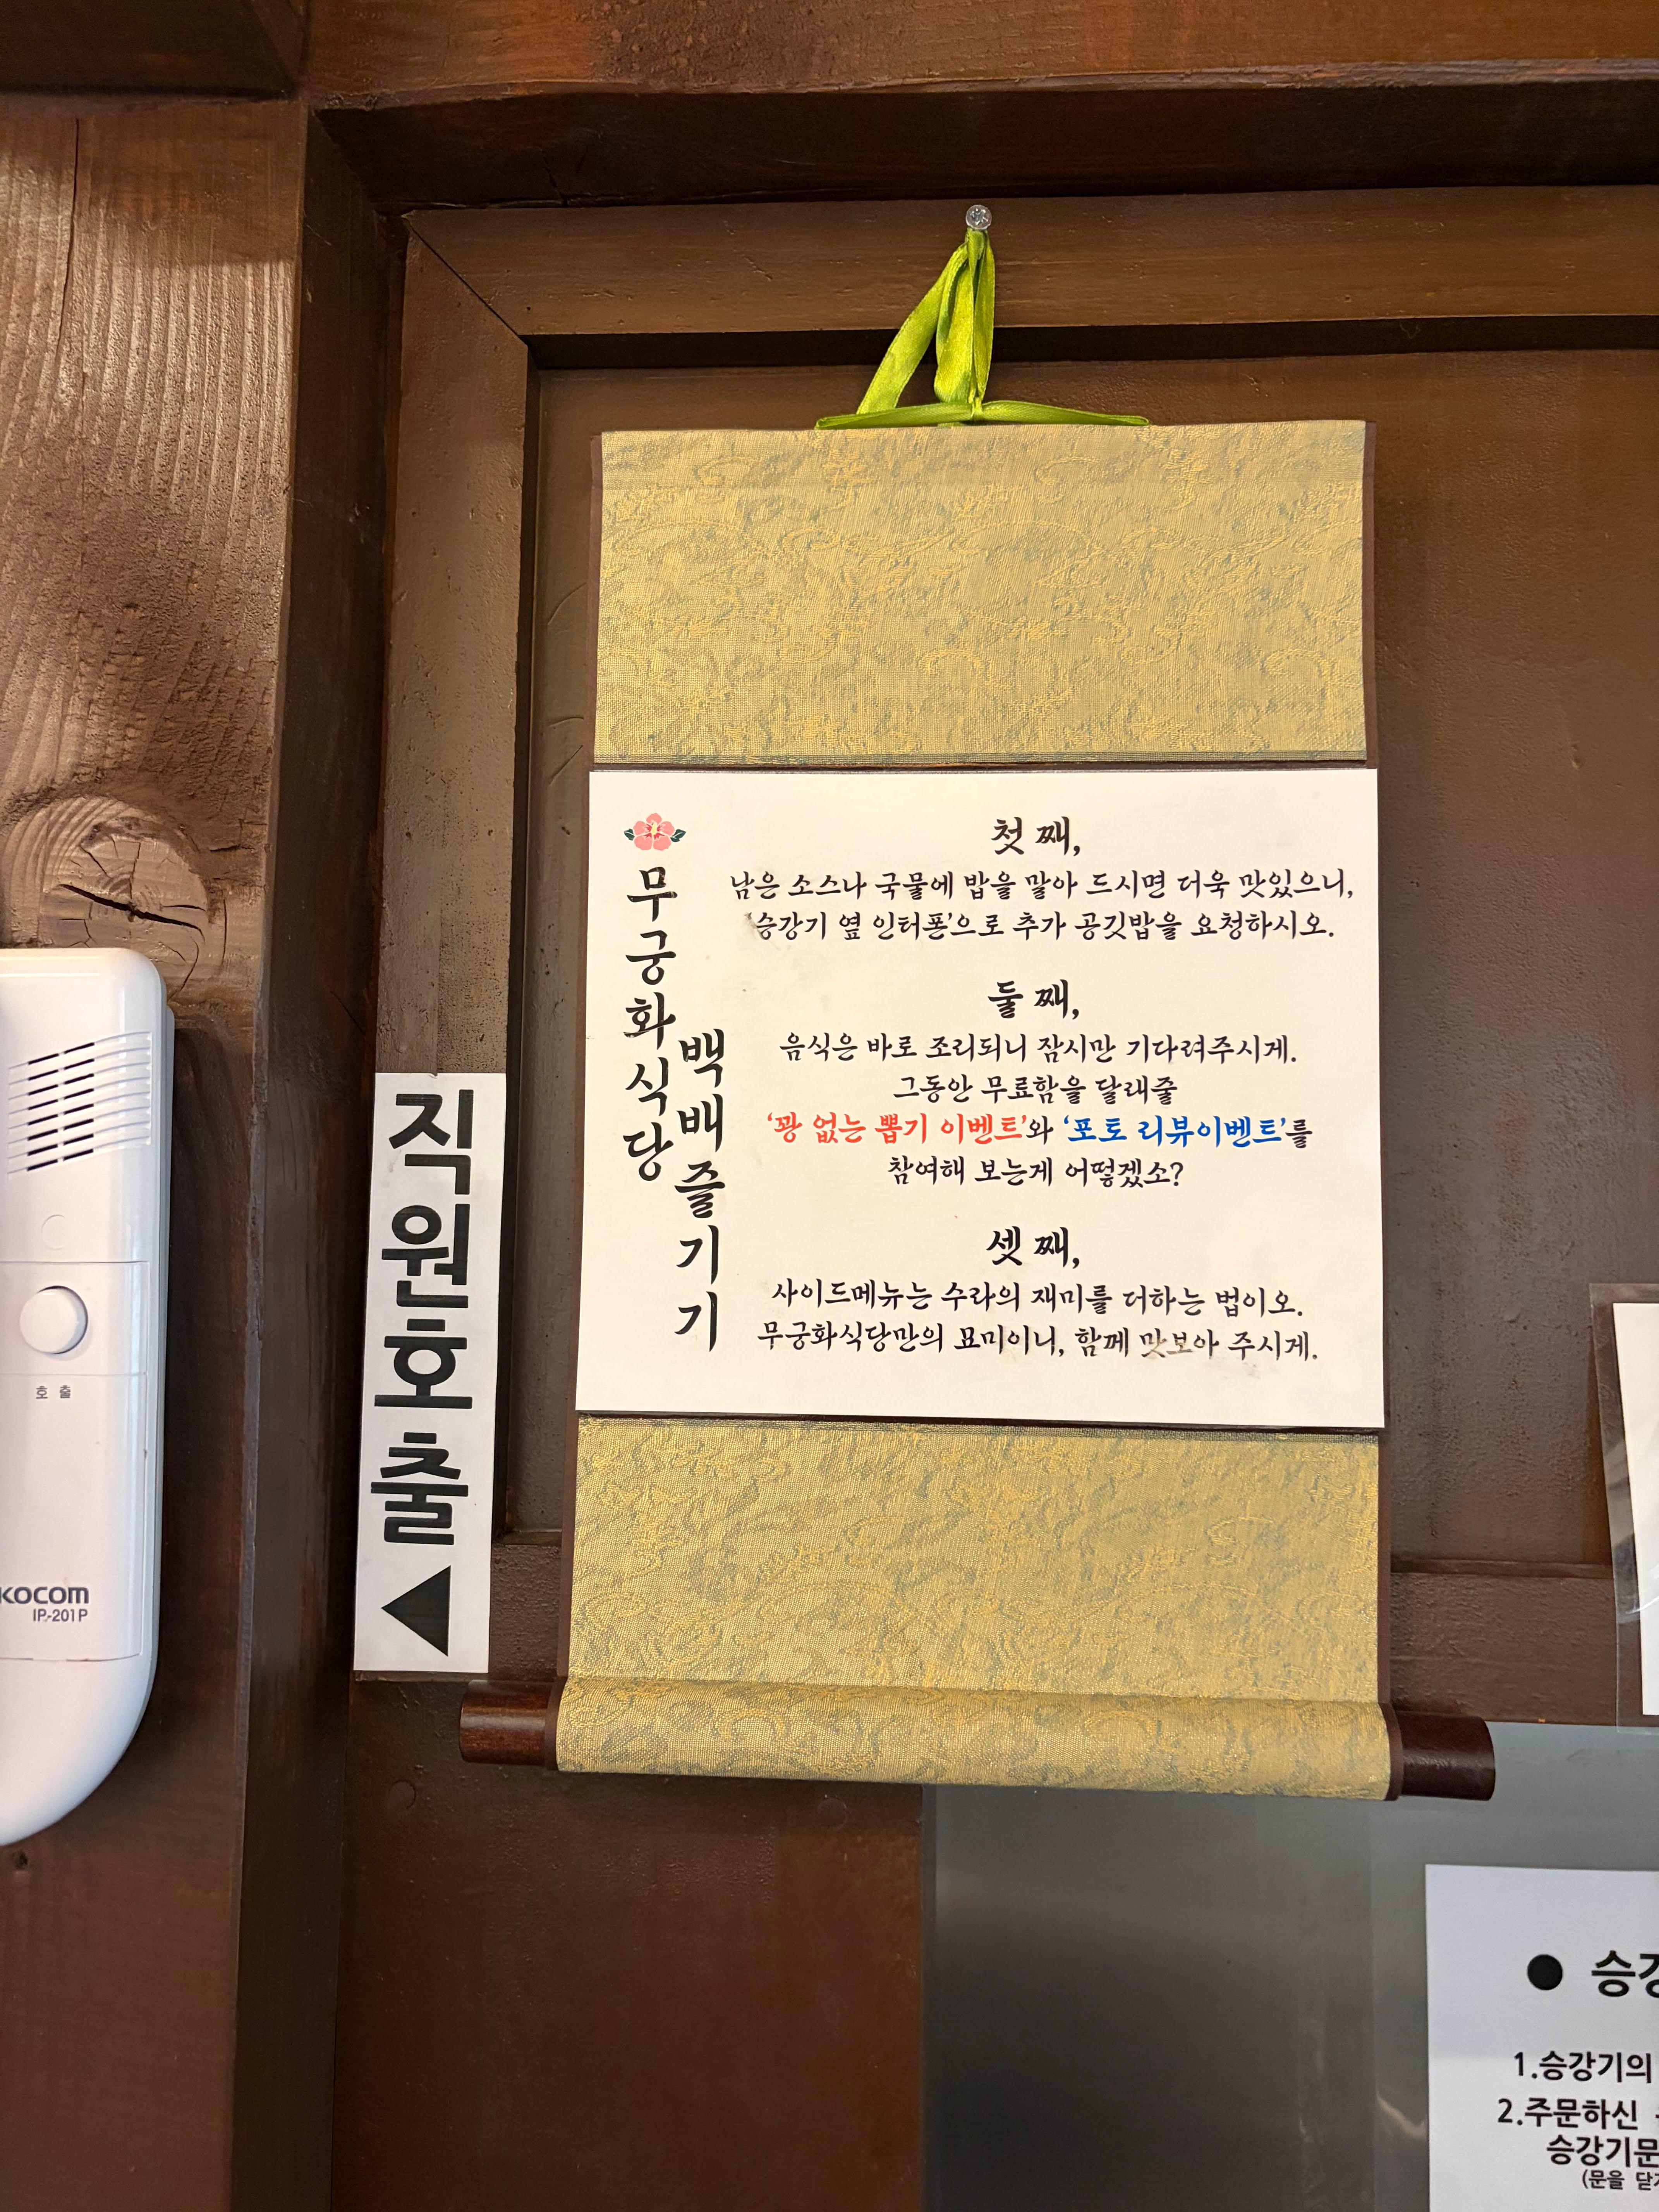 무궁화식당
백배즐기기
첫 째,
남은 소스나 국물에 밥을 말아 드시면 더욱 맛있으니,
'승강기 옆 인터폰'으로 추가 공깃밥을 요청하시오.
둘 째,
음식은 바로 조리되니 잠시만 기다려주시게.
그동안 무료함을 달래줄
'꽝 없는 뽑기 이벤트'와 '포토 리뷰이벤트'를
참여해 보는게 어떻겠소?
셋 째,
사이드메뉴는 수라의 재미를 더하는 법이오.
무궁화식당만의 묘미이니, 함께 맛보아 주시게.
직원호출 ◀
호 출
KOCOM
IP-201P
●
1.승강기의
2.주문하신
승강기문
(문을